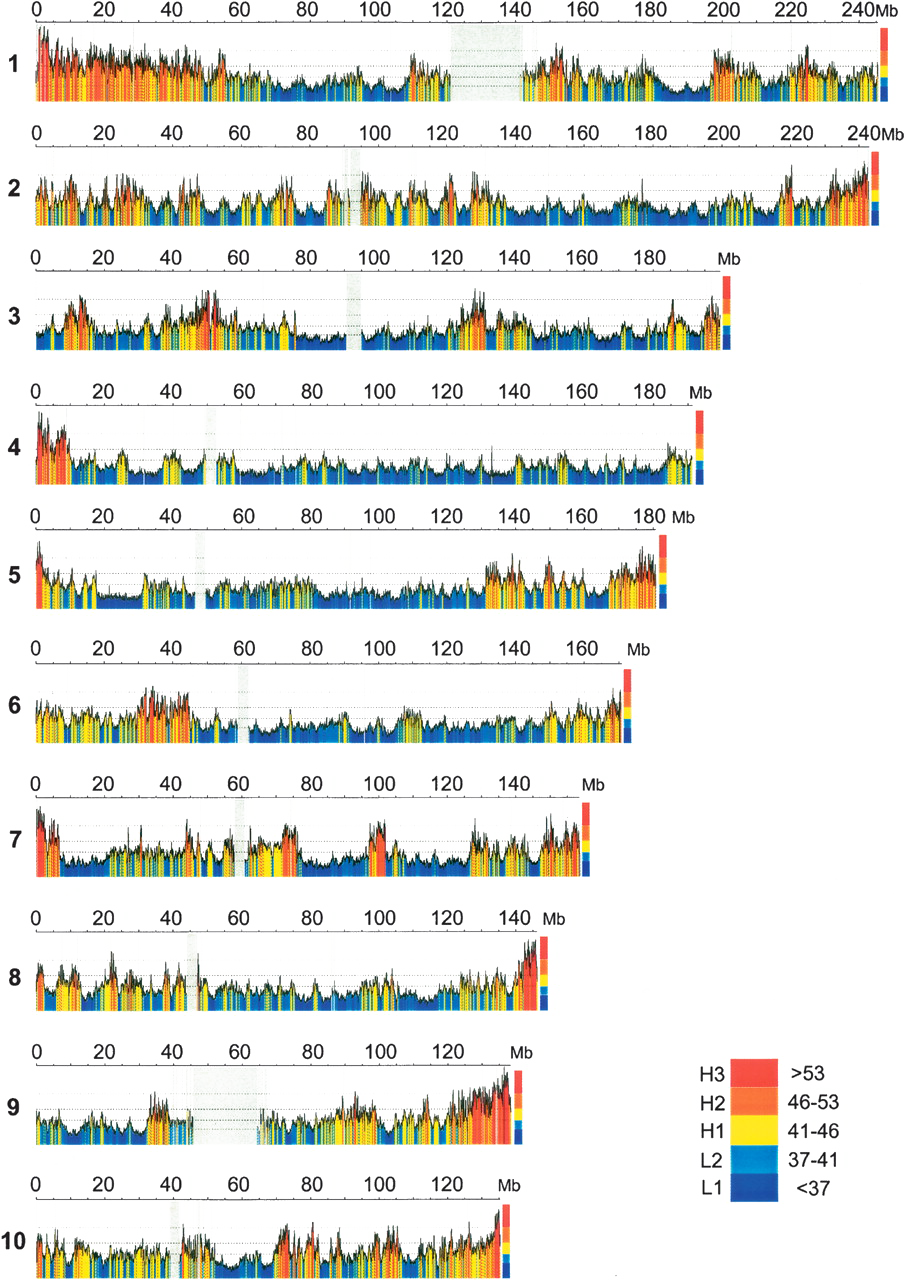 0 20 40 60 80 100 120 140 160 180 200 220 240Mb
1
0 20 40 60 80 100 120 140 160 180 200 220 240Mb
2
0 20 40 60 80 100 120 140 160 180 Mb
3
0 20 40 60 80 100 120 140 160 180 Mb
4
0 20 40 60 80 100 120 140 160 180 Mb
5
0 20 40 60 80 100 120 140 160 Mb
6
0 20 40 60 80 100 120 140 Mb
7
0 20 40 60 80 100 120 140 Mb
8
0 20 40 60 80 100 120 Mb
9
H3 >53
H2 46-53
H1 41-46
L2 37-41
L1 <37
0 20 40 60 80 100 120 Mb
10